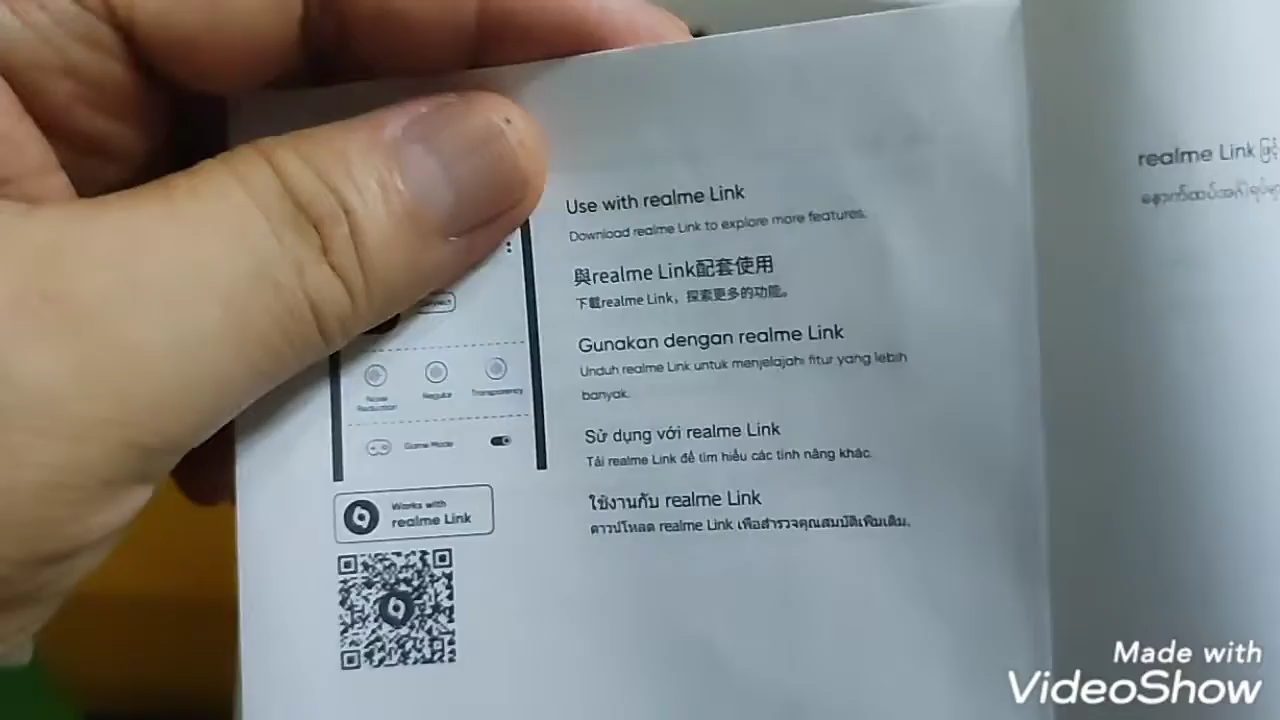 Use with realme Link
Download realme Link to explore more features.
與realme Link配套使用
下載realme Link，探索更多的功能。
Gunakan dengan realme Link
Unduh realme Link untuk menjelajahi fitur yang lebih
banyak.
Sử dụng với realme Link
Tải realme Link để tìm hiểu các tính năng khác.
ใช้งานกับ realme Link
ดาวน์โหลด realme Link เพื่อสำรวจคุณสมบัติเพิ่มเติม.
Noise
Reduction
Regular
Transparency
Game Mode
Works with
realme Link
realme Link ဖြင့်
Made with
VideoShow